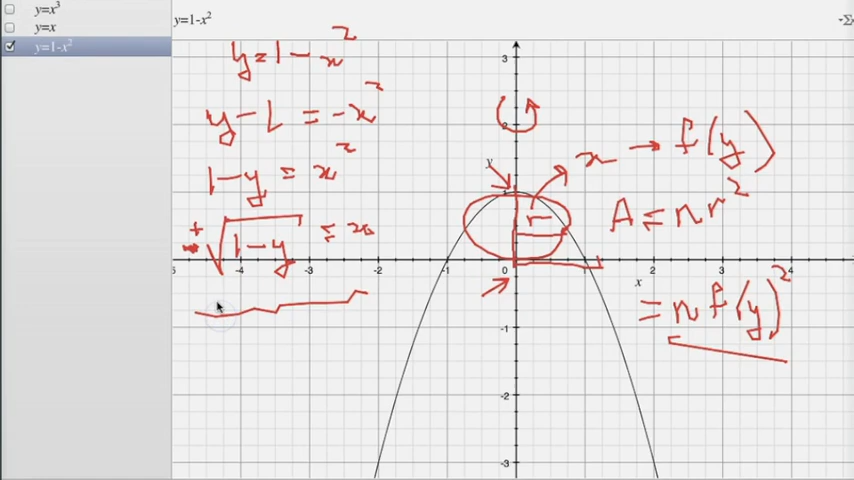 y=x³
y=x
y=1-x²
y=1-x²
y = 1 - x²
y - 1 = -x²
1 - y = x²
± √(1-y) = x
x → f(y)
r
A = πr²
= π f(y)²
y
x
3
2
1
0
-1
-2
-3
-4
-3
-2
-1
1
2
3
4